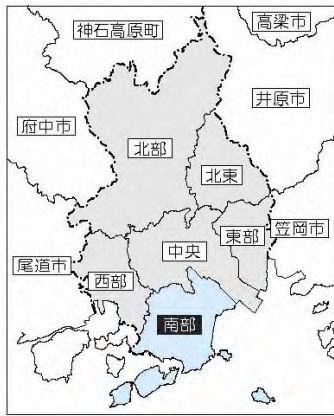 神石高原町
高梁市
府中市
井原市
北部
北東
笠岡市
東部
中央
尾道市
西部
南部